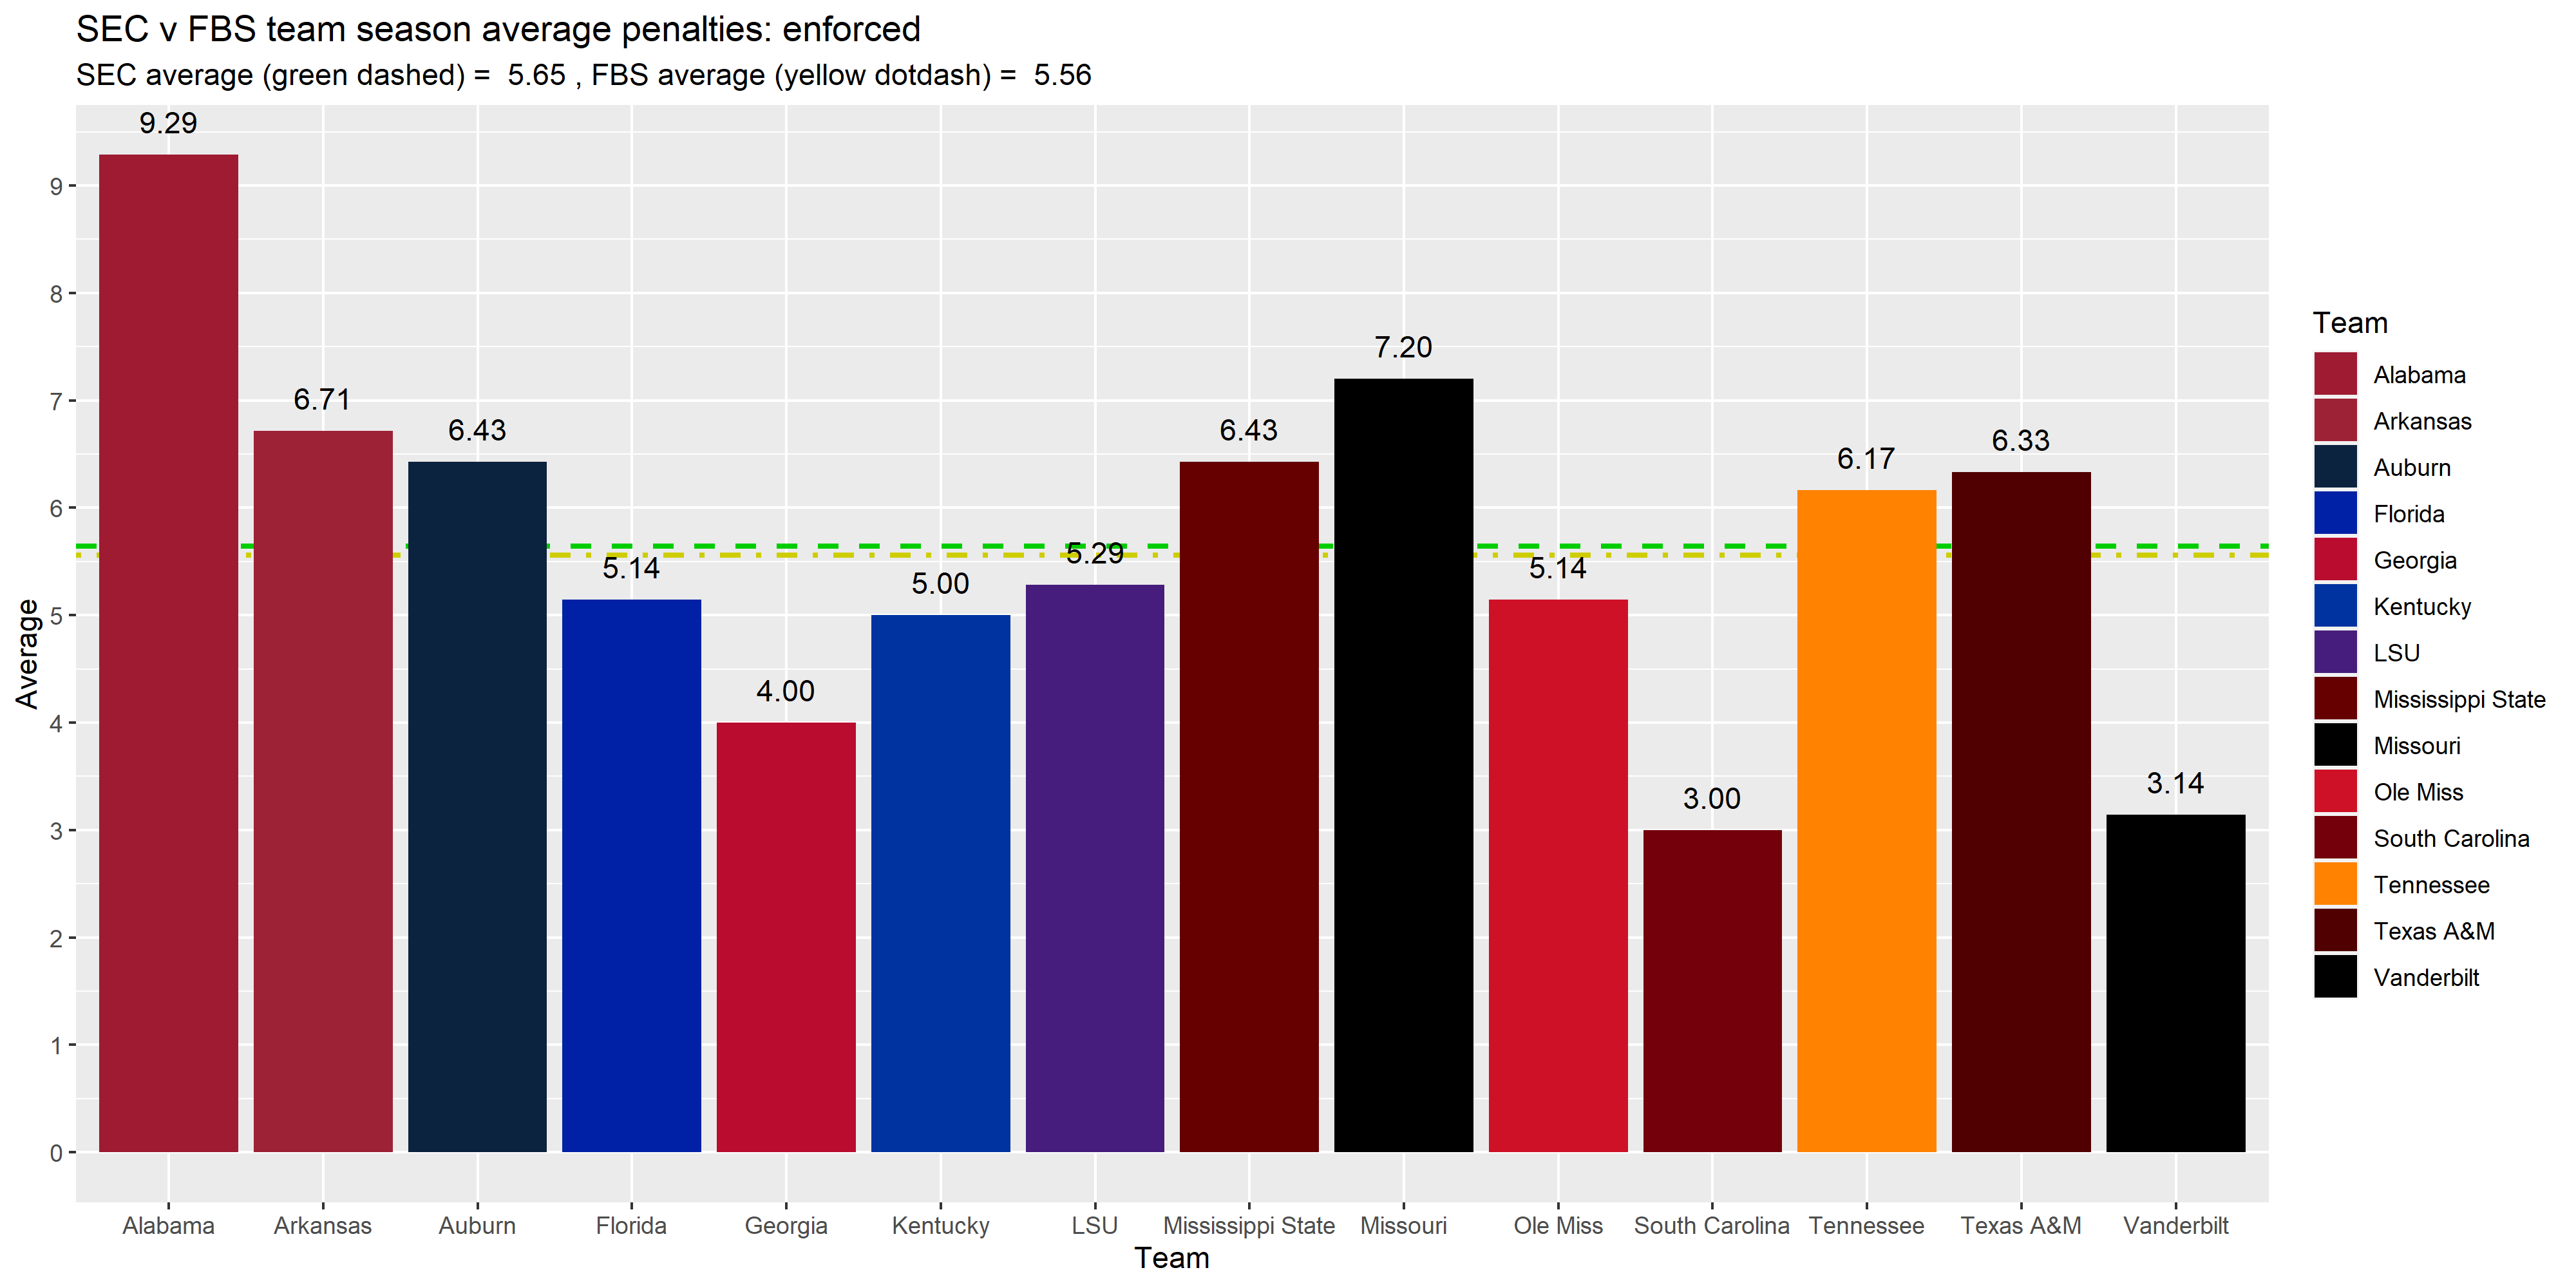 SEC v FBS team season average penalties: enforced
SEC average (green dashed) =  5.65 , FBS average (yellow dotdash) =  5.56
9.29
6.71
6.43
5.14
4.00
5.00
5.29
6.43
7.20
5.14
3.00
6.17
6.33
3.14
9
8
7
6
5
4
3
2
1
0
Average
Alabama
Arkansas
Auburn
Florida
Georgia
Kentucky
LSU
Mississippi State
Missouri
Ole Miss
South Carolina
Tennessee
Texas A&M
Vanderbilt
Team
Team
Alabama
Arkansas
Auburn
Florida
Georgia
Kentucky
LSU
Mississippi State
Missouri
Ole Miss
South Carolina
Tennessee
Texas A&M
Vanderbilt